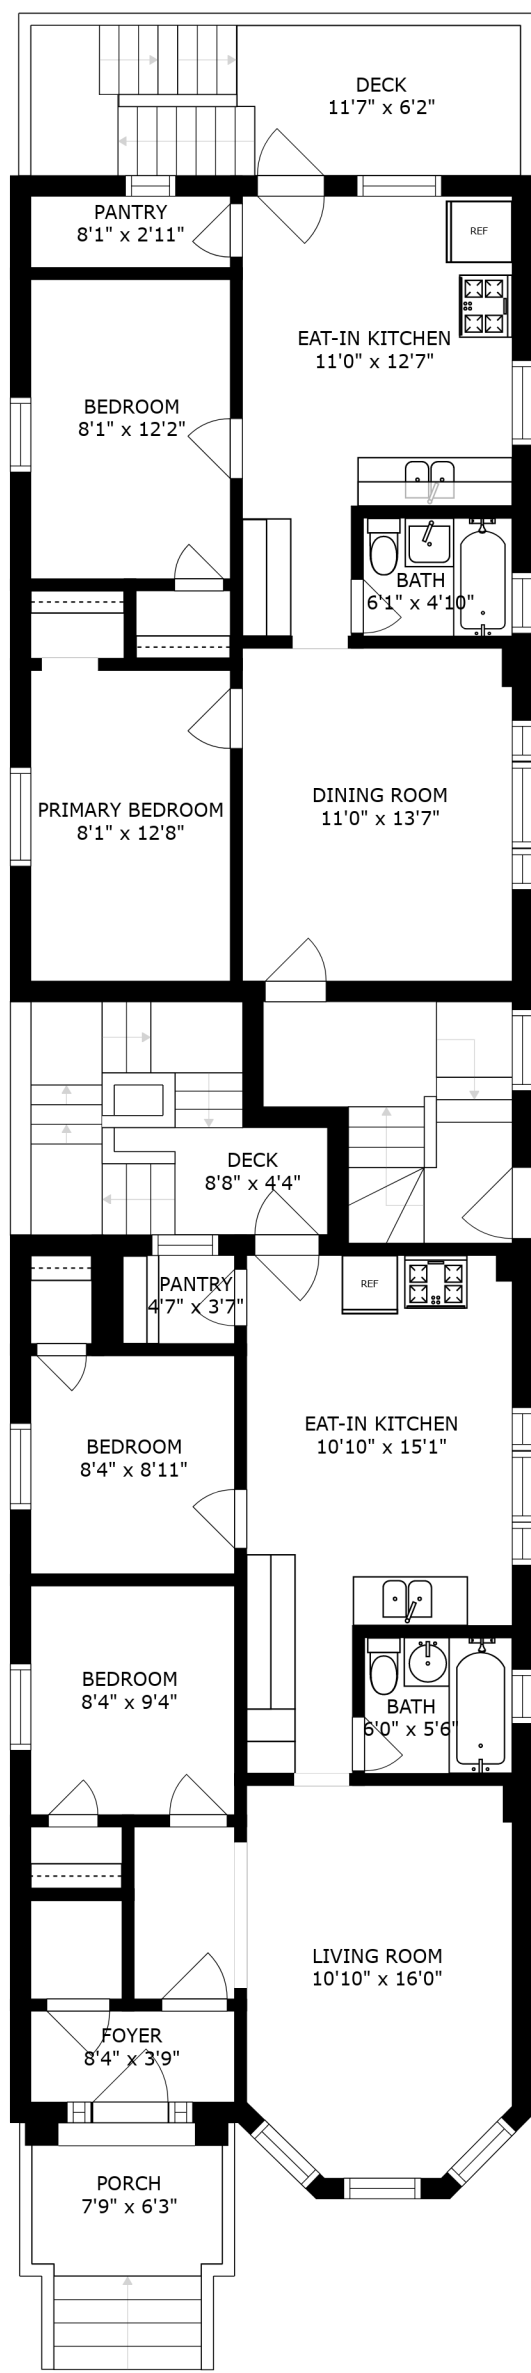 DECK
11'7" x 6'2"
PANTRY
8'1" x 2'11"
REF
EAT-IN KITCHEN
11'0" x 12'7"
BEDROOM
8'1" x 12'2"
BATH
6'1" x 4'10"
DINING ROOM
11'0" x 13'7"
PRIMARY BEDROOM
8'1" x 12'8"
DECK
8'8" x 4'4"
PANTRY
4'7" x 3'7"
REF
EAT-IN KITCHEN
10'10" x 15'1"
BEDROOM
8'4" x 8'11"
BEDROOM
8'4" x 9'4"
BATH
6'0" x 5'6"
LIVING ROOM
10'10" x 16'0"
FOYER
8'4" x 3'9"
PORCH
7'9" x 6'3"